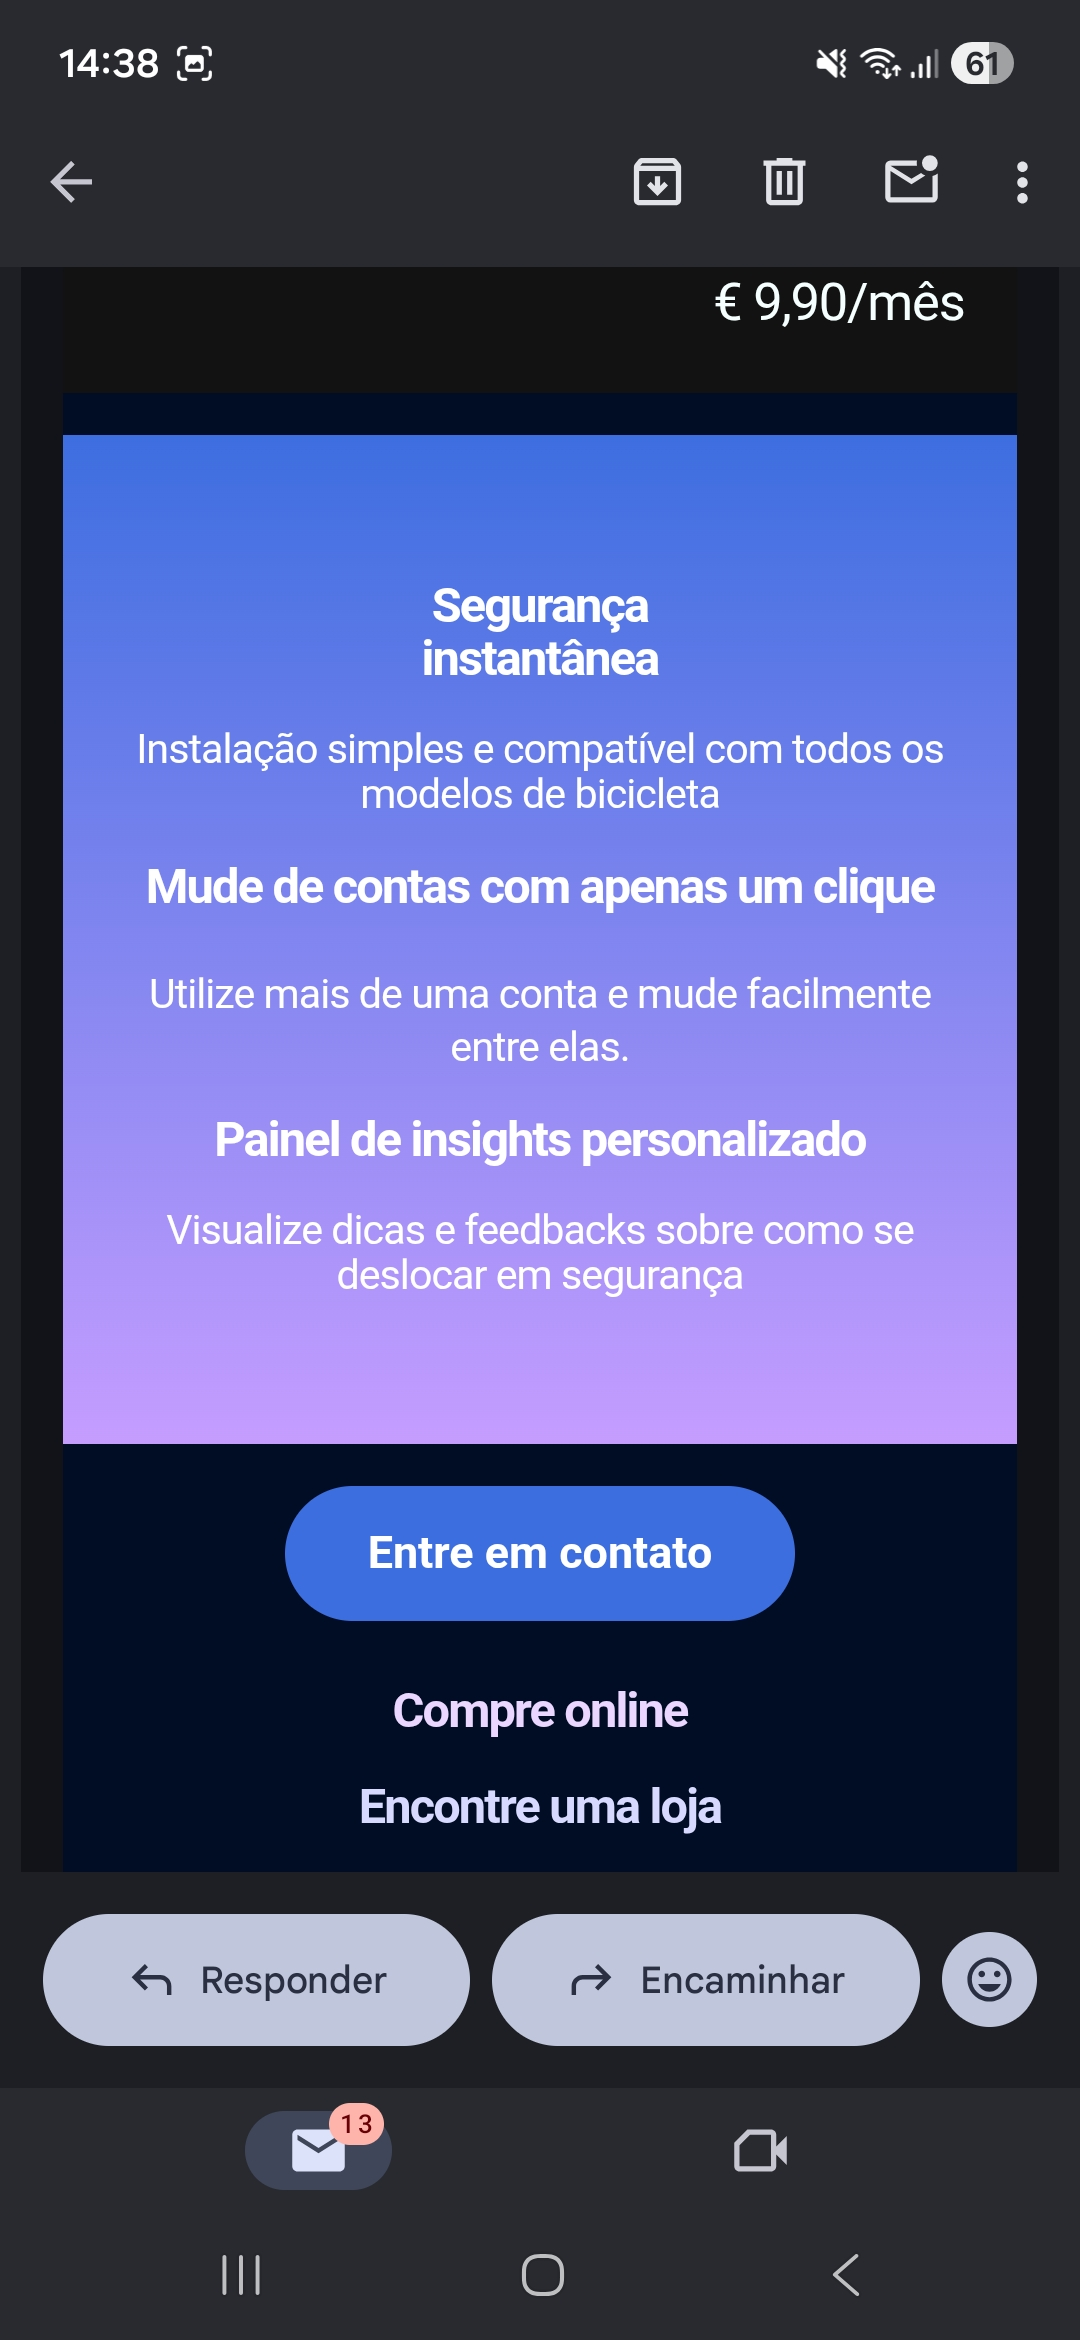 14:38
61
€ 9,90/mês
Segurança
instantânea
Instalação simples e compatível com todos os
modelos de bicicleta
Mude de contas com apenas um clique
Utilize mais de uma conta e mude facilmente
entre elas.
Painel de insights personalizado
Visualize dicas e feedbacks sobre como se
deslocar em segurança
Entre em contato
Compre online
Encontre uma loja
Responder
Encaminhar
13